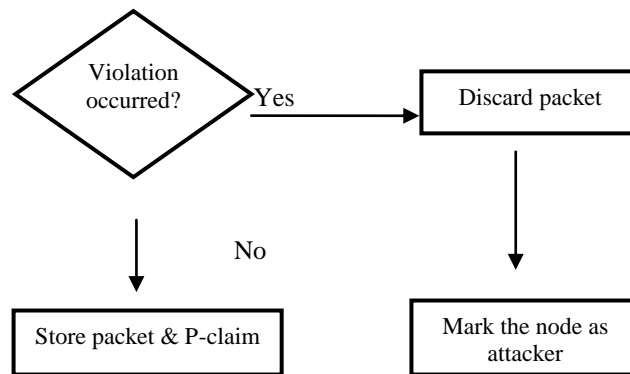 Violation
occurred?
Yes
Discard packet
No
Store packet & P-claim
Mark the node as
attacker